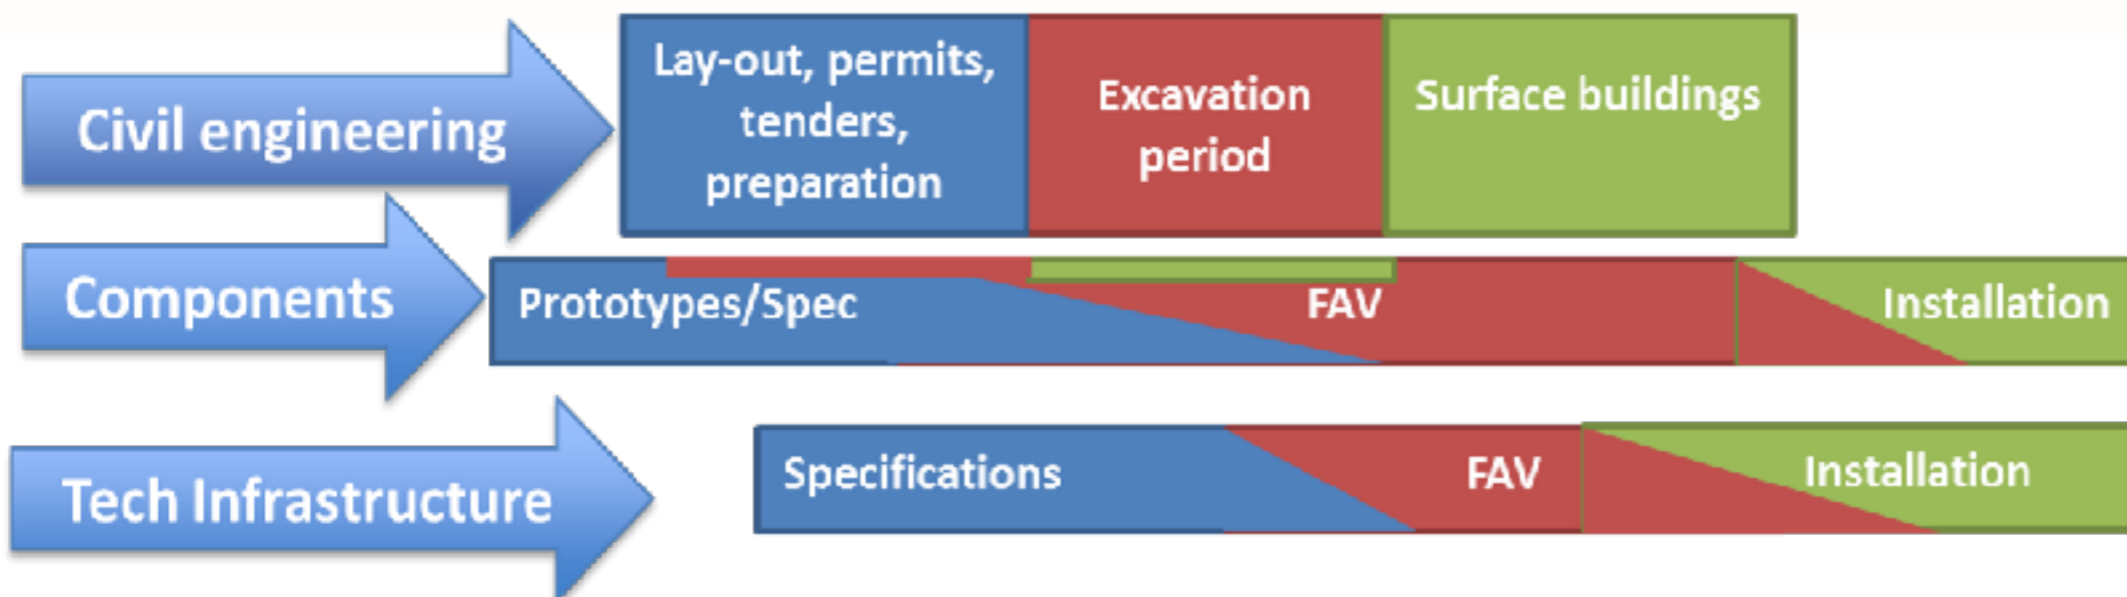 Civil engineering
Lay-out, permits,
tenders,
preparation
Excavation
period
Surface buildings
Components
Prototypes/Spec
FAV
Installation
Tech Infrastructure
Specifications
FAV
Installation